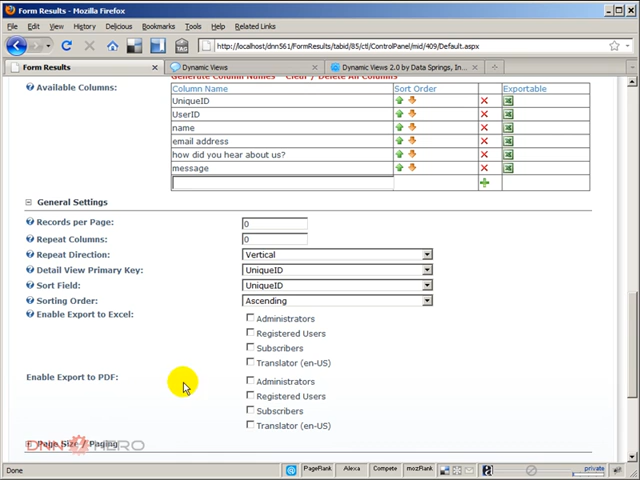 Form Results - Mozilla Firefox
File Edit View History Delicious Bookmarks Tools Help Related Links
http://localhost/dnn561/FormResults/tabid/85/ctl/ControlPanel/mid/409/Default.aspx
Form Results Dynamic Views Dynamic Views 2.0 by Data Springs, In...
Generate Column Names Clear / Delete All Columns
Available Columns: Column Name Sort Order Exportable
UniqueID
UserID
name
email address
how did you hear about us?
message
General Settings
Records per Page: 0
Repeat Columns: 0
Repeat Direction: Vertical
Detail View Primary Key: UniqueID
Sort Field: UniqueID
Sorting Order: Ascending
Enable Export to Excel:
Administrators
Registered Users
Subscribers
Translator (en-US)
Enable Export to PDF:
Administrators
Registered Users
Subscribers
Translator (en-US)
Page Size / Paging
DNN HERO
Done PageRank Alexa Compete mozRank private